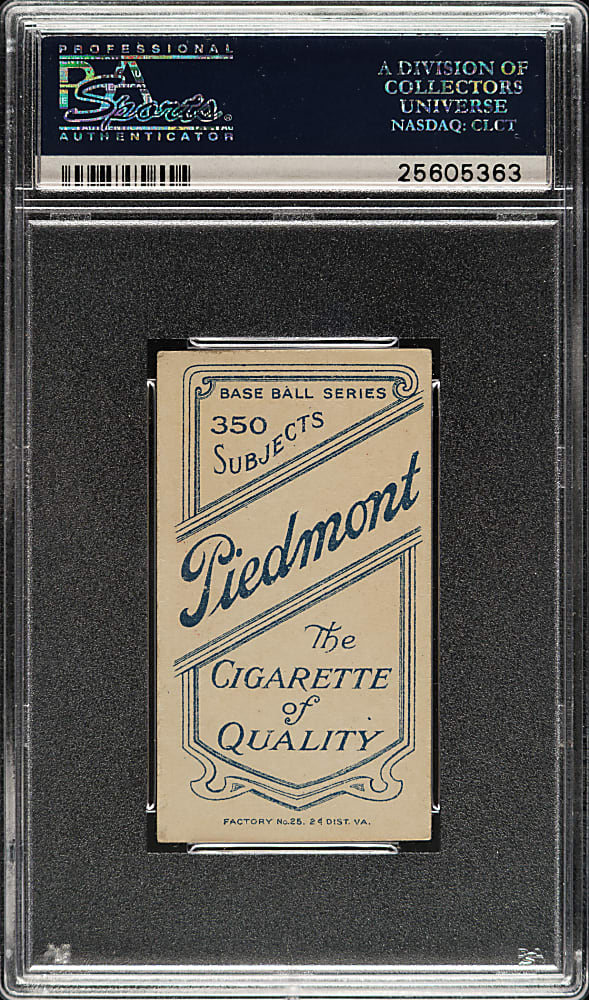 PROFESSIONAL
PSA
Sports®
AUTHENTICATOR
A DIVISION OF
COLLECTORS
UNIVERSE
NASDAQ: CLCT
25605363
BASE BALL SERIES
350
SUBJECTS
Piedmont
The
CIGARETTE
of
QUALITY
FACTORY No.25. 2d DIST. VA.
PSA